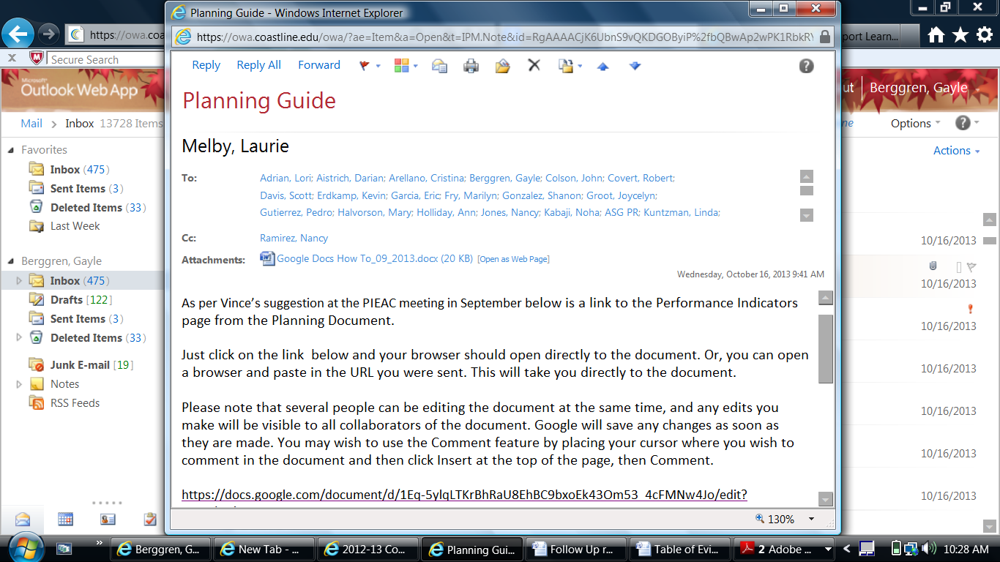 Planning Guide - Windows Internet Explorer
https://owa.coa
https://owa.coastline.edu/owa/?ae=Item&a=Open&t=IPM.Note&id=RgAAAACjK6UbnS9vQKDGOByiP%2fbQBwAp2wPK1RbkRY
port Learn...
Secure Search
Reply Reply All Forward
Microsoft
Outlook Web App
ut Berggren, Gayle
Planning Guide
Mail > Inbox 13728 Items
ne Options
Melby, Laurie
Actions
Favorites
Inbox (475)
Sent Items (3)
Deleted Items (33)
Last Week
Berggren, Gayle
Inbox (475)
Drafts [122]
Sent Items (3)
Deleted Items (33)
Junk E-mail [19]
Notes
RSS Feeds
To: Adrian, Lori; Aistrich, Darian; Arellano, Cristina; Berggren, Gayle; Colson, John; Covert, Robert;
Davis, Scott; Erdkamp, Kevin; Garcia, Eric; Fry, Marilyn; Gonzalez, Shanon; Groot, Joycelyn;
Gutierrez, Pedro; Halvorson, Mary; Holliday, Ann; Jones, Nancy; Kabaji, Noha; ASG PR; Kuntzman, Linda;
Cc: Ramirez, Nancy
Attachments: Google Docs How To_09_2013.docx (20 KB) [Open as Web Page]
Wednesday, October 16, 2013 9:41 AM
As per Vince's suggestion at the PIEAC meeting in September below is a link to the Performance Indicators
page from the Planning Document.
Just click on the link  below and your browser should open directly to the document. Or, you can open
a browser and paste in the URL you were sent. This will take you directly to the document.
Please note that several people can be editing the document at the same time, and any edits you
make will be visible to all collaborators of the document. Google will save any changes as soon as
they are made. You may wish to use the Comment feature by placing your cursor where you wish to
comment in the document and then click Insert at the top of the page, then Comment.
https://docs.google.com/document/d/1Eq-5ylqLTKrBhRaU8EhBC9bxoEk43Om53_4cFMNw4Jo/edit?
10/16/2013
10/16/2013
10/16/2013
10/16/2013
10/16/2013
10/16/2013
10/16/2013
130%
Berggren, G...
New Tab - ...
2012-13 Co...
Planning Gui...
Follow Up r...
Table of Evi...
2 Adobe ...
10:28 AM